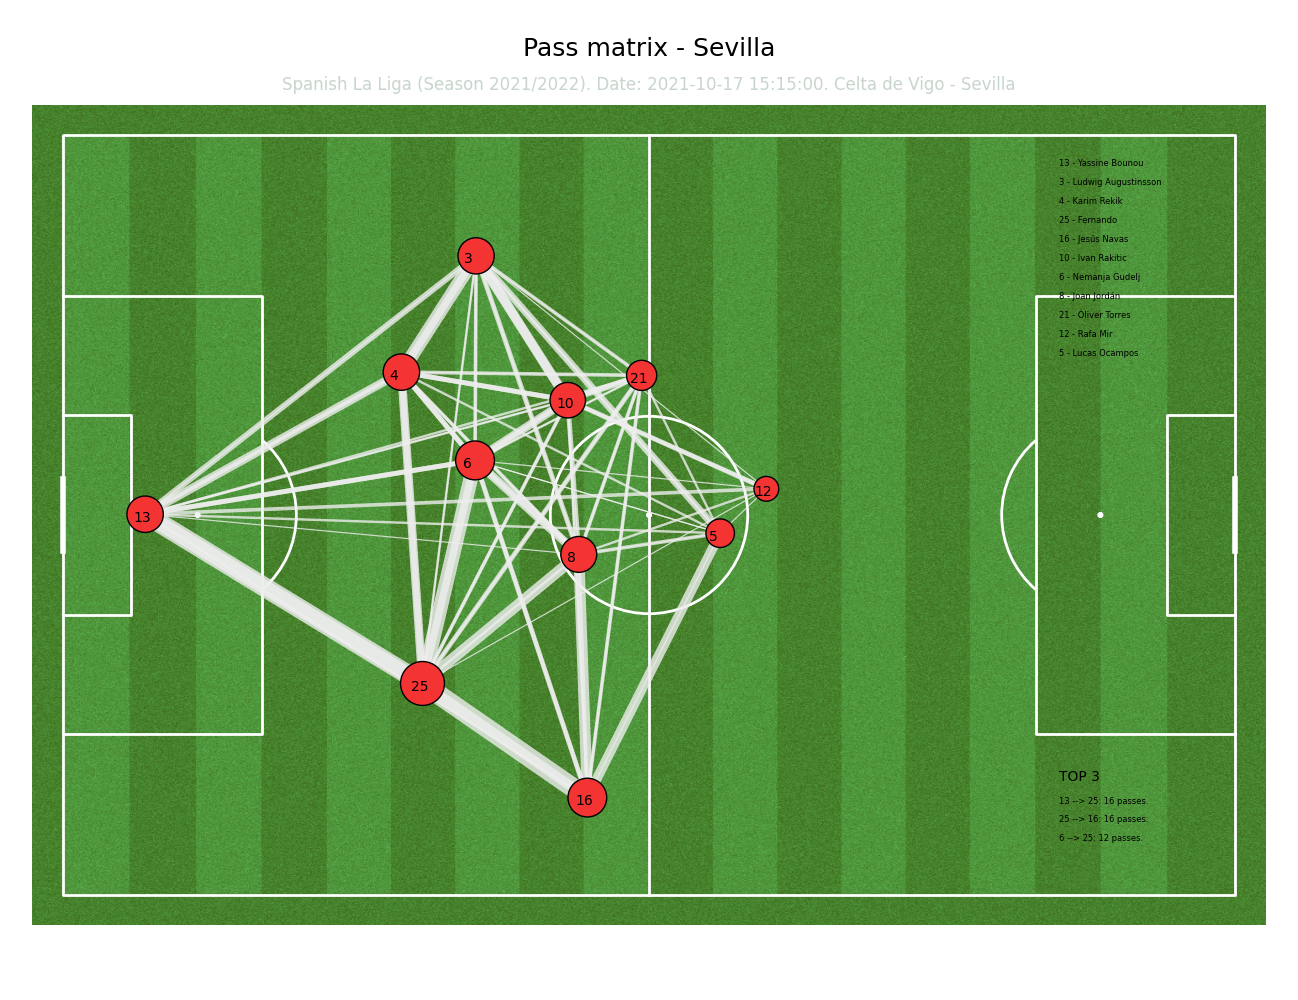 Pass matrix - Sevilla
Spanish La Liga (Season 2021/2022). Date: 2021-10-17 15:15:00. Celta de Vigo - Sevilla
13 - Yassine Bounou
3 - Ludwig Augustinsson
4 - Karim Rekik
25 - Fernando
16 - Jesús Navas
10 - Ivan Rakitic
6 - Nemanja Gudelj
8 - Joan Jordán
21 - Óliver Torres
12 - Rafa Mir
5 - Lucas Ocampos
3
4
21
10
6
12
13
5
8
25
16
TOP 3
13 --> 25: 16 passes.
25 --> 16: 16 passes.
6 --> 25: 12 passes.